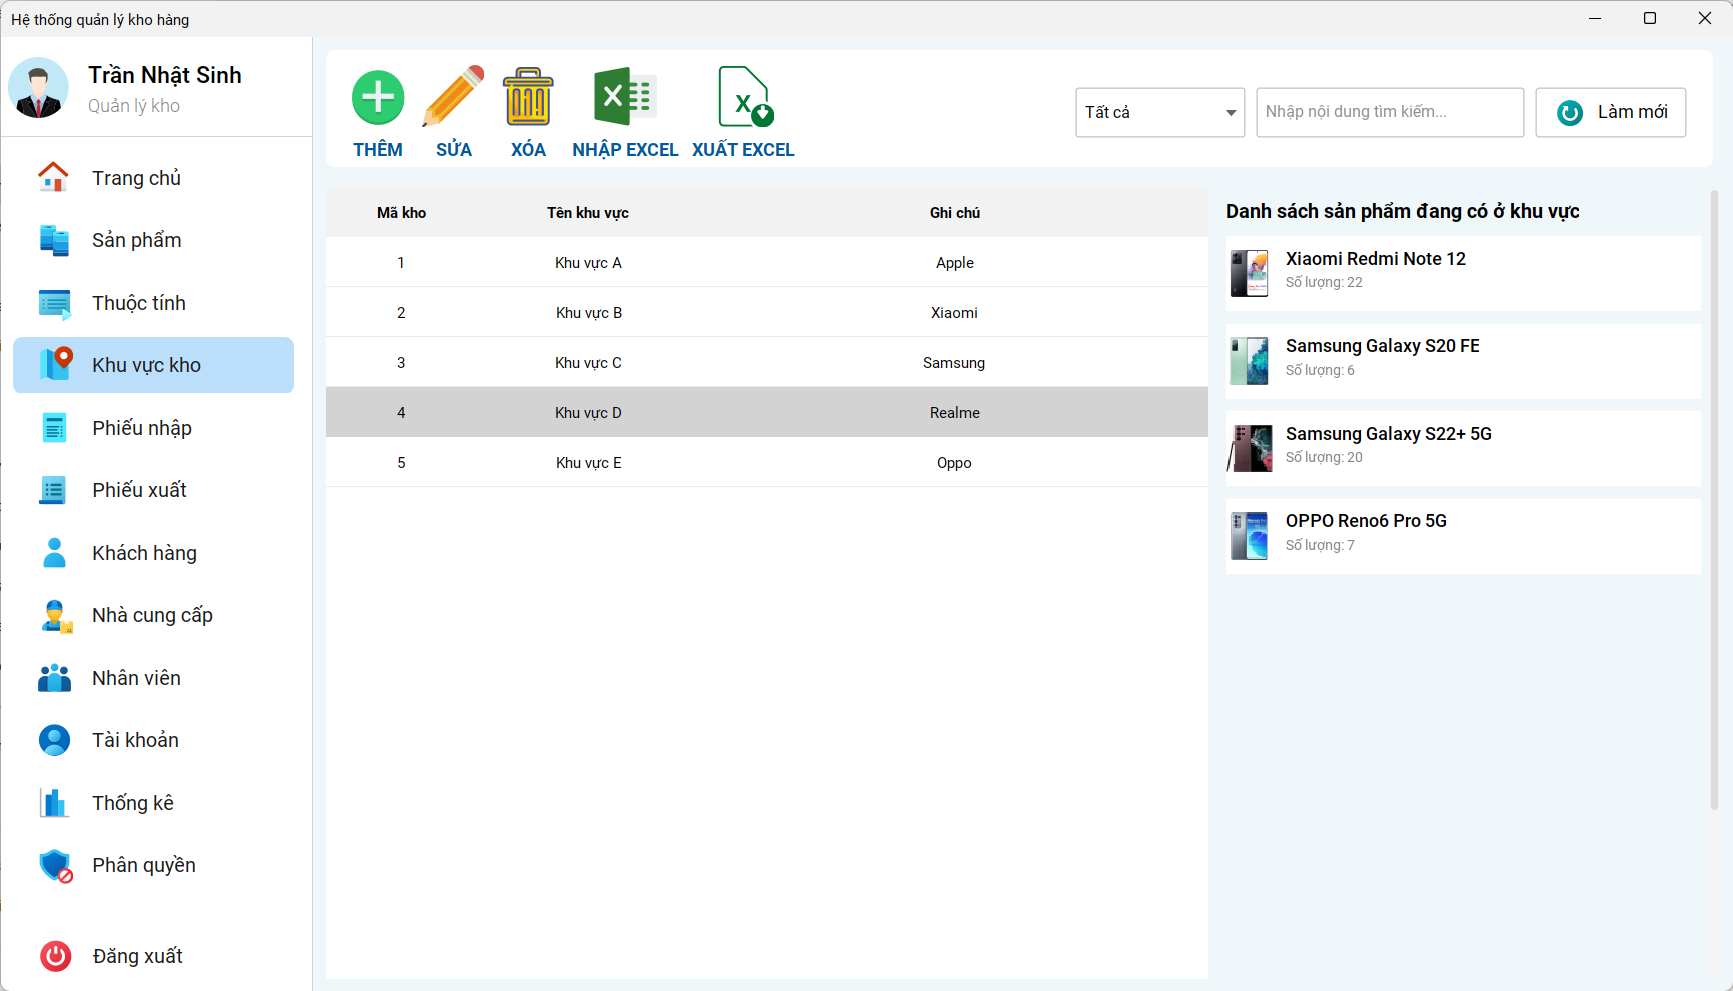 Hệ thống quản lý kho hàng
Trần Nhật Sinh
Quản lý kho
Trang chủ
Sản phẩm
Thuộc tính
Khu vực kho
Phiếu nhập
Phiếu xuất
Khách hàng
Nhà cung cấp
Nhân viên
Tài khoản
Thống kê
Phân quyền
Đăng xuất
THÊM SỬA XÓA NHẬP EXCEL XUẤT EXCEL
Tất cả Nhập nội dung tìm kiếm... Làm mới
Mã kho Tên khu vực Ghi chú
1 Khu vực A Apple
2 Khu vực B Xiaomi
3 Khu vực C Samsung
4 Khu vực D Realme
5 Khu vực E Oppo
Danh sách sản phẩm đang có ở khu vực
Xiaomi Redmi Note 12
Số lượng: 22
Samsung Galaxy S20 FE
Số lượng: 6
Samsung Galaxy S22+ 5G
Số lượng: 20
OPPO Reno6 Pro 5G
Số lượng: 7